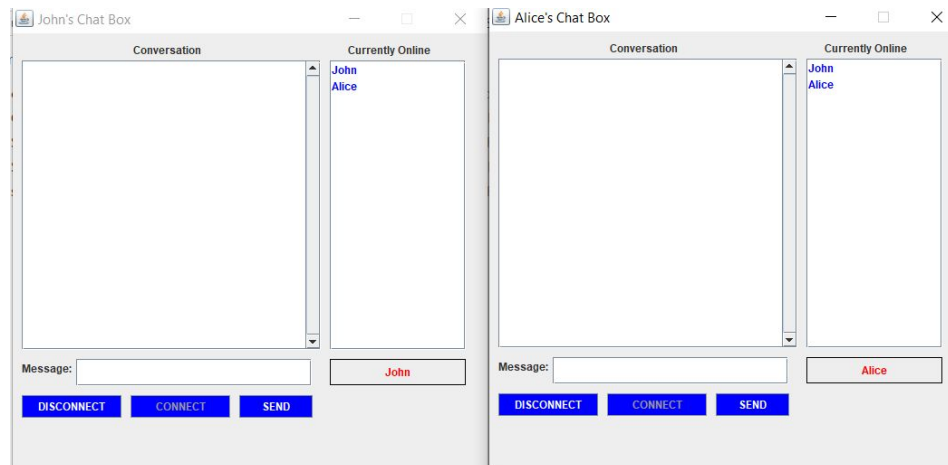 John's Chat Box
Conversation
Currently Online
John
Alice
Message:
John
DISCONNECT
CONNECT
SEND
Alice's Chat Box
Conversation
Currently Online
John
Alice
Message:
Alice
DISCONNECT
CONNECT
SEND